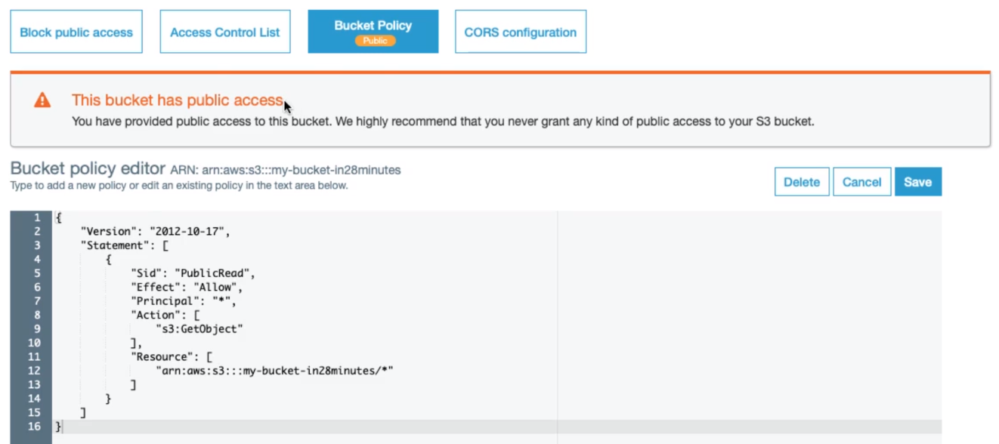 Block public access
Access Control List
Bucket Policy
Public
CORS configuration
This bucket has public access
You have provided public access to this bucket. We highly recommend that you never grant any kind of public access to your S3 bucket.
Bucket policy editor ARN: arn:aws:s3:::my-bucket-in28minutes
Type to add a new policy or edit an existing policy in the text area below.
Delete
Cancel
Save
1 {
2     "Version": "2012-10-17",
3     "Statement": [
4         {
5             "Sid": "PublicRead",
6             "Effect": "Allow",
7             "Principal": "*",
8             "Action": [
9                 "s3:GetObject"
10             ],
11             "Resource": [
12                 "arn:aws:s3:::my-bucket-in28minutes/*"
13             ]
14         }
15     ]
16 }